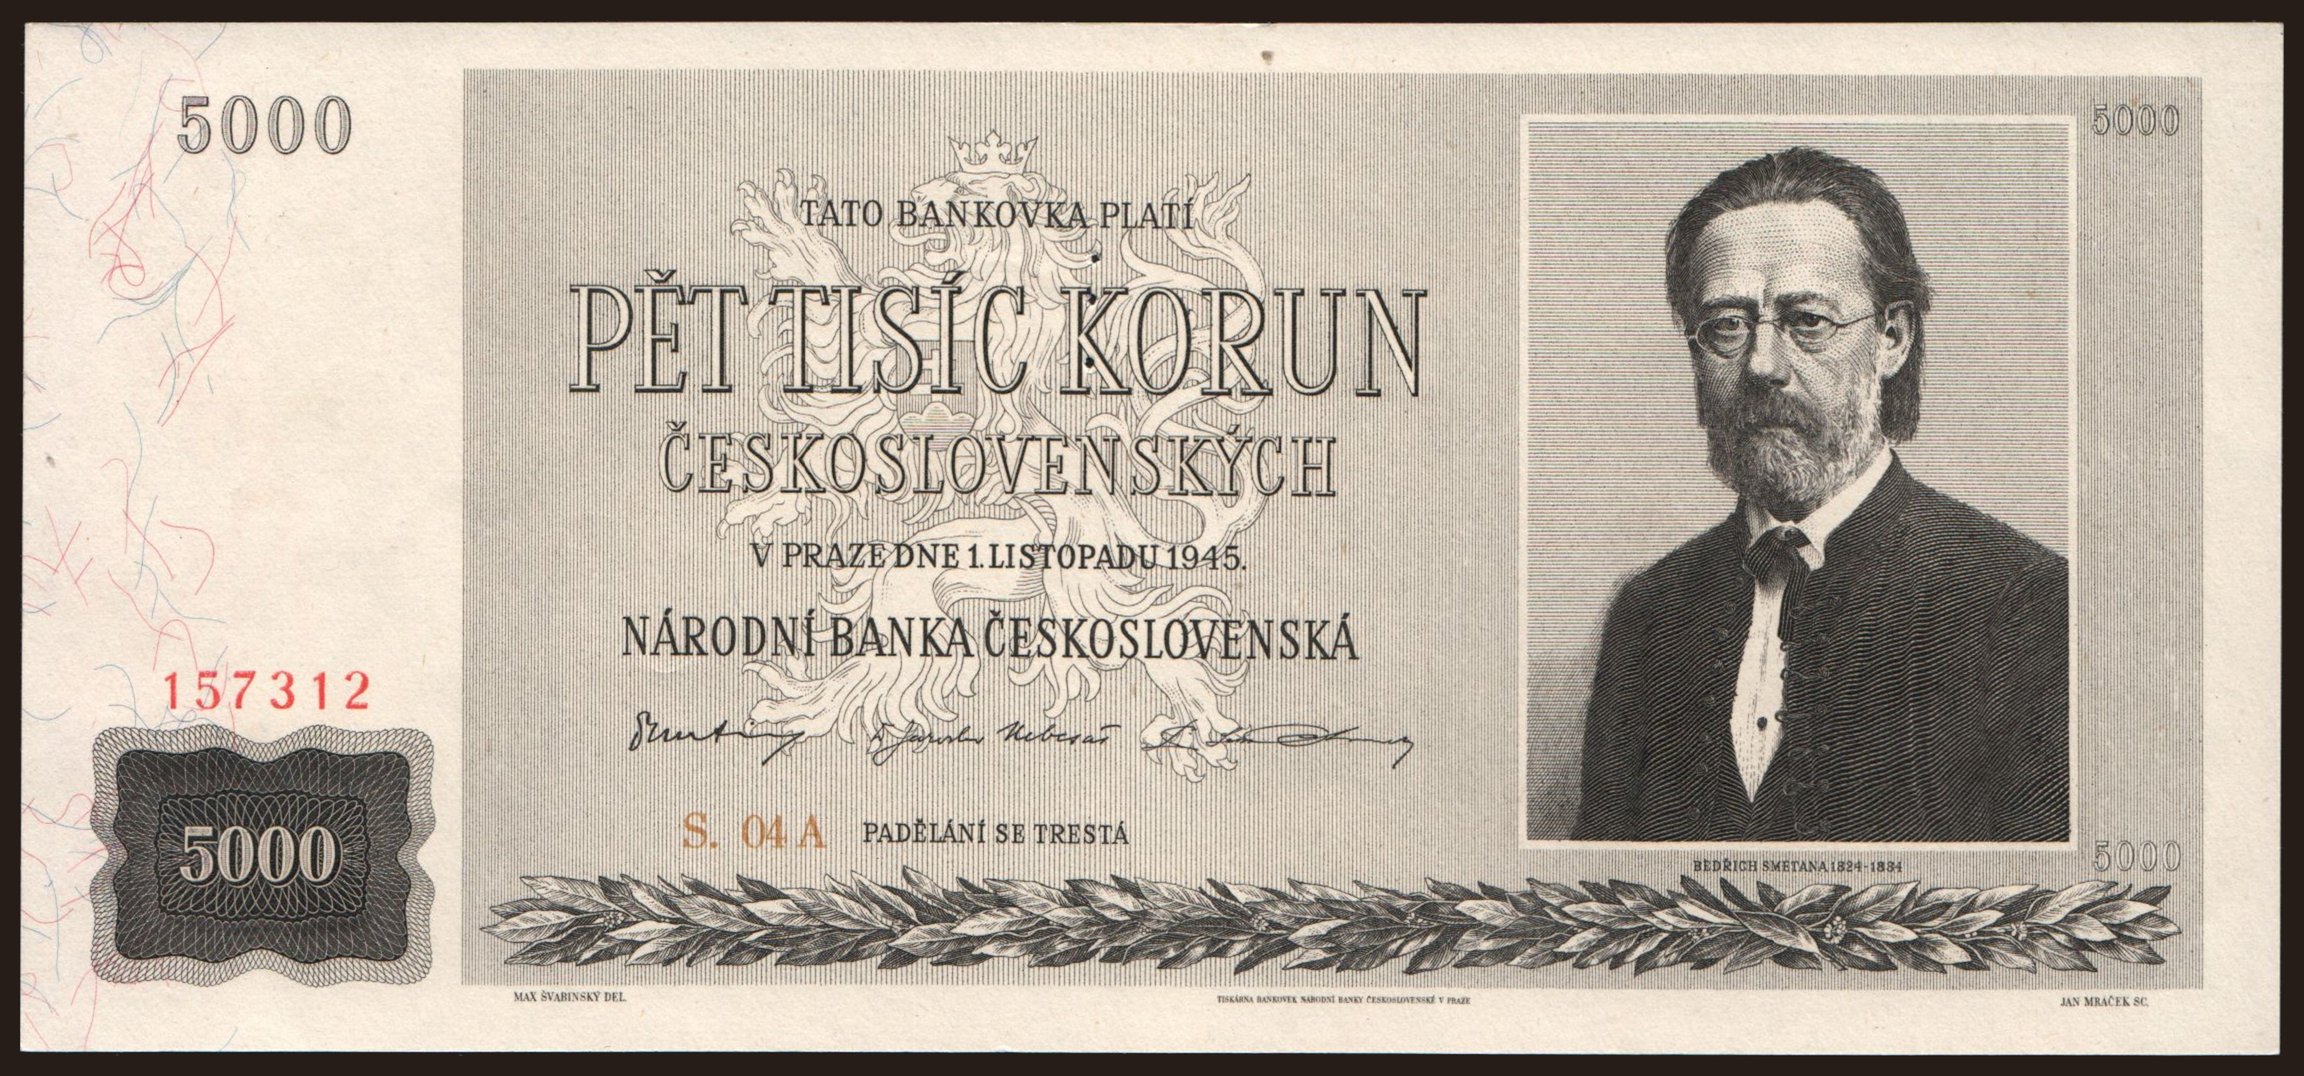 5000
5000
TATO BANKOVKA PLATÍ
PĚT TISÍC KORUN
ČESKOSLOVENSKÝCH
V PRAZE DNE 1. LISTOPADU 1945.
NÁRODNÍ BANKA ČESKOSLOVENSKÁ
157312
S. 04 A PADĚLÁNÍ SE TRESTÁ
5000
5000
BEDŘICH SMETANA 1824-1884
MAX ŠVABINSKÝ DEL.
TISKÁRNA BANKOVEK NÁRODNÍ BANKY ČESKOSLOVENSKÉ V PRAZE
JAN MRAČEK SC.